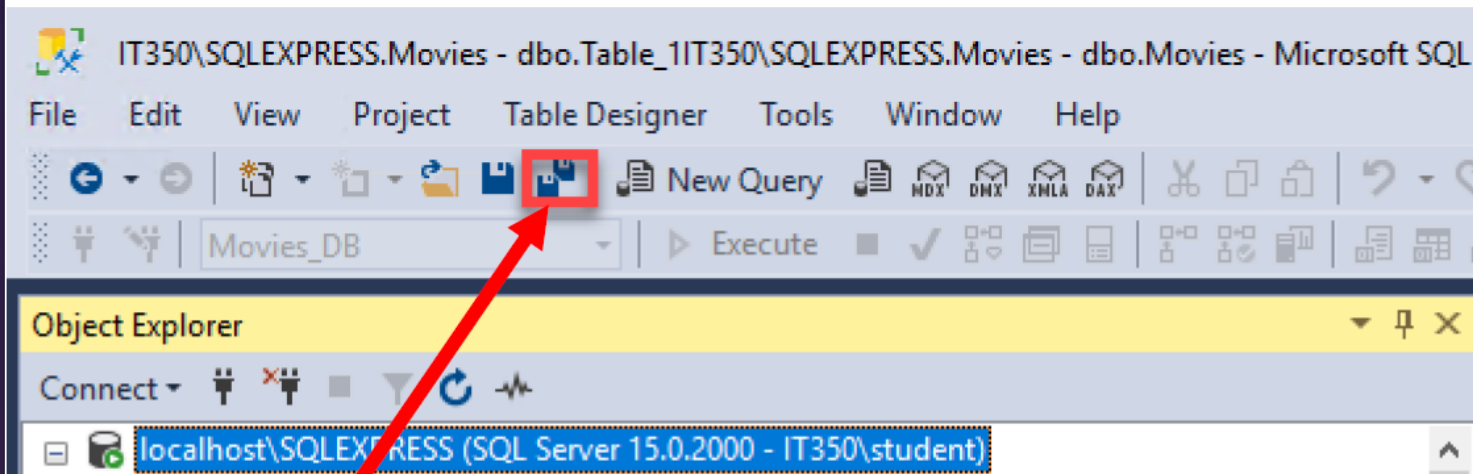 IT350\SQLEXPRESS.Movies - dbo.Table_1IT350\SQLEXPRESS.Movies - dbo.Movies - Microsoft SQL
File Edit View Project Table Designer Tools Window Help
New Query MDX DMX XMLA DAX
Movies_DB Execute
Object Explorer
Connect
localhost\SQLEXPRESS (SQL Server 15.0.2000 - IT350\student)